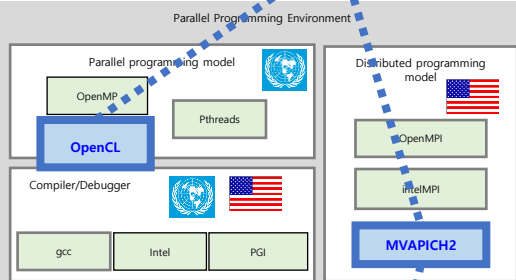 Parallel Programming Environment
Parallel programming model
OpenMP
Pthreads
OpenCL
Distributed programming
model
OpenMPI
intelMPI
MVAPICH2
Compiler/Debugger
gcc
Intel
PGI